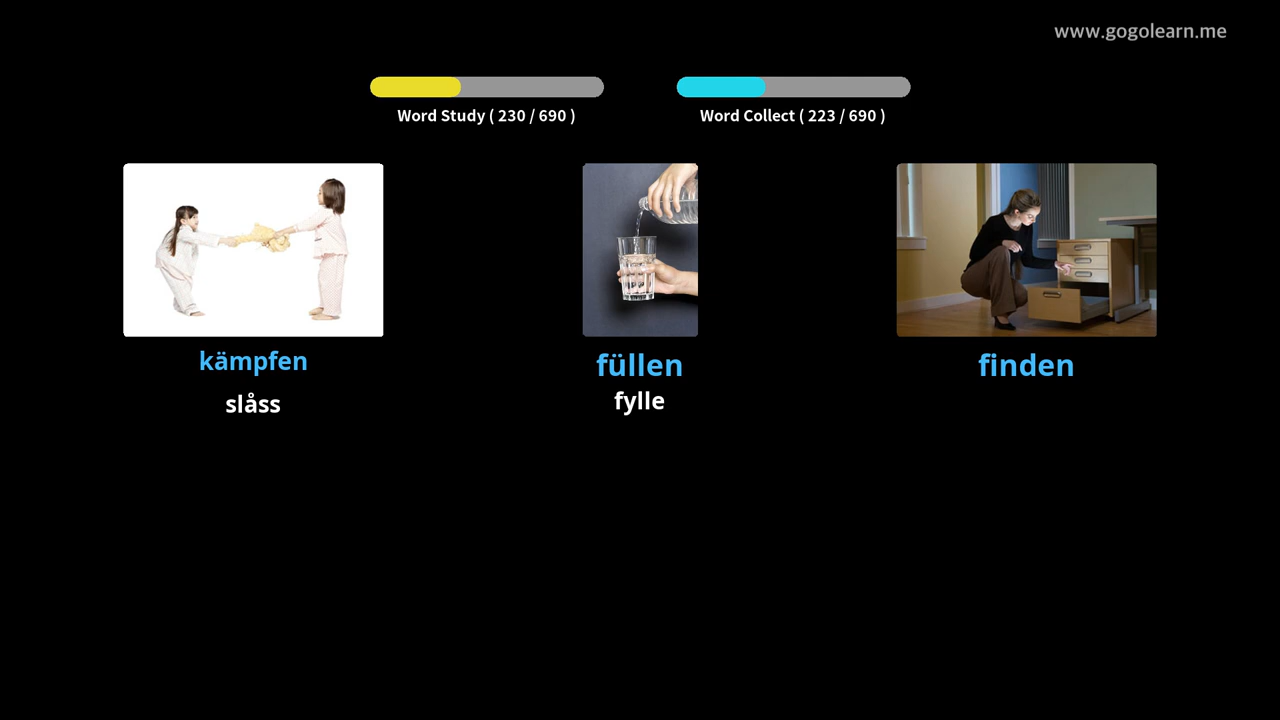 www.gogolearn.me
Word Study ( 230 / 690 )
Word Collect ( 223 / 690 )
kämpfen
slåss
füllen
fylle
finden